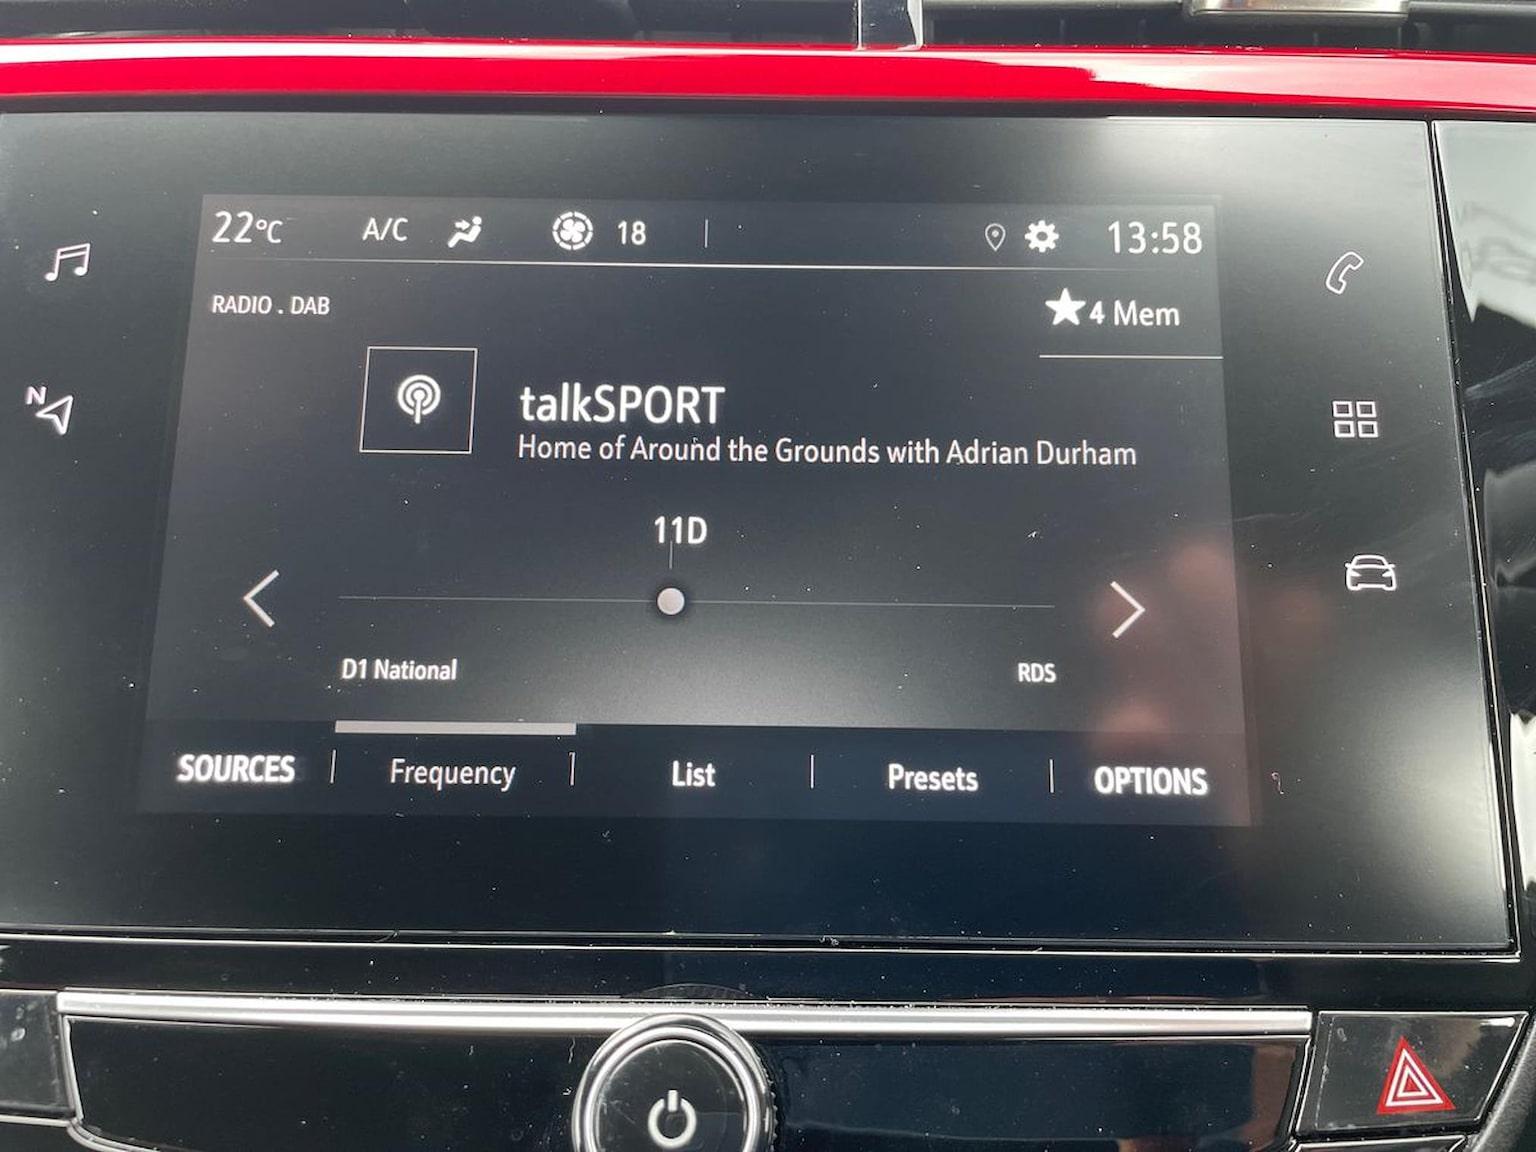 22°C A/C 18 13:58
RADIO . DAB
4 Mem
talkSPORT
Home of Around the Grounds with Adrian Durham
11D
D1 National RDS
SOURCES Frequency List Presets OPTIONS
N